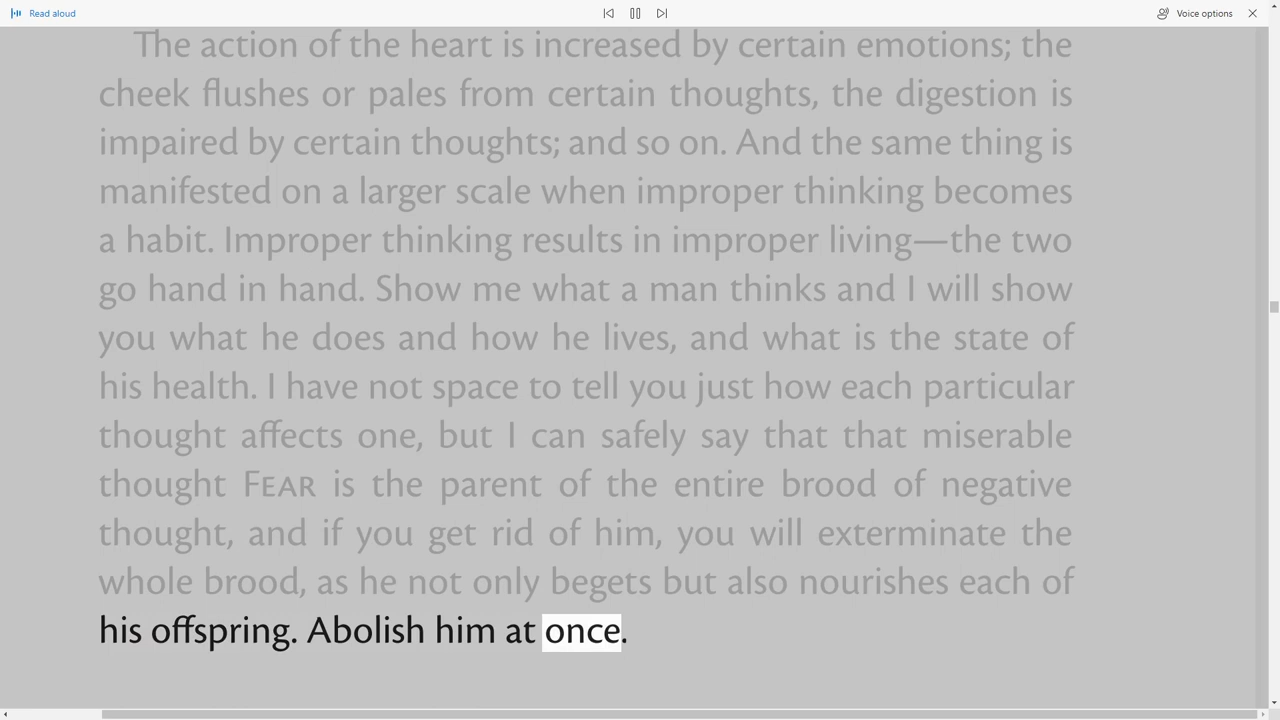 Read aloud
Voice options
The action of the heart is increased by certain emotions; the
cheek flushes or pales from certain thoughts, the digestion is
impaired by certain thoughts; and so on. And the same thing is
manifested on a larger scale when improper thinking becomes
a habit. Improper thinking results in improper living—the two
go hand in hand. Show me what a man thinks and I will show
you what he does and how he lives, and what is the state of
his health. I have not space to tell you just how each particular
thought affects one, but I can safely say that that miserable
thought FEAR is the parent of the entire brood of negative
thought, and if you get rid of him, you will exterminate the
whole brood, as he not only begets but also nourishes each of
his offspring. Abolish him at once.